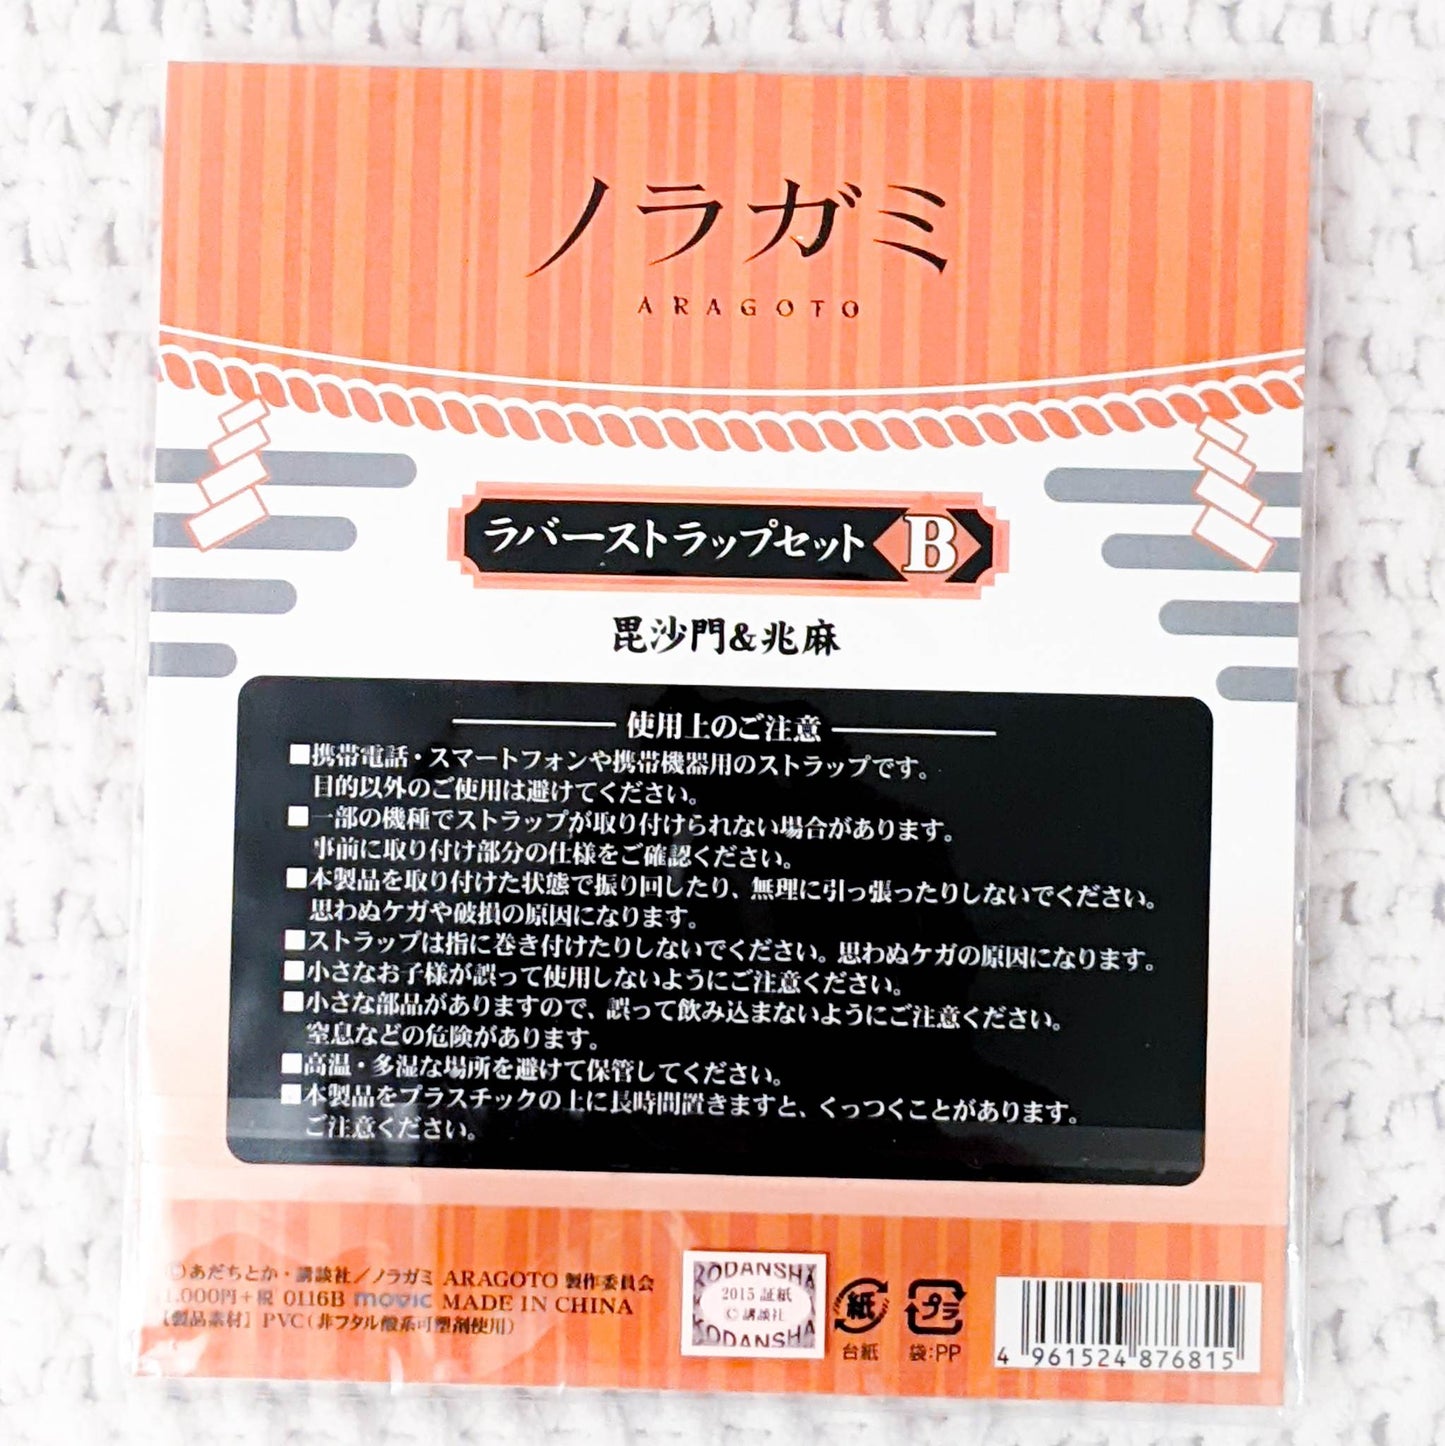 ノラガミ
ARAGOTO
ラバーストラップセット B
毘沙門&兆麻
使用上のご注意
■携帯電話・スマートフォンや携帯機器用のストラップです。
目的以外のご使用は避けてください。
■一部の機種でストラップが取り付けられない場合があります。
事前に取り付け部分の仕様をご確認ください。
■本製品を取り付けた状態で振り回したり、無理に引っ張ったりしないでください。
思わぬケガや破損の原因になります。
■ストラップは指に巻き付けたりしないでください。思わぬケガの原因になります。
■小さなお子様が誤って使用しないようにご注意ください。
■小さな部品がありますので、誤って飲み込まないようにご注意ください。
窒息などの危険があります。
■高温・多湿な場所を避けて保管してください。
■本製品をプラスチックの上に長時間置きますと、くっつくことがあります。
ご注意ください。
©あだちとか・講談社/ノラガミ ARAGOTO 製作委員会
1,000円+税 0116B movic MADE IN CHINA
【製品素材】PVC(非フタル酸系可塑剤使用)
KODANSHA
2015 証紙
©講談社
KODANSHA
紙
台紙
プラ
袋:PP
4 961524 876815